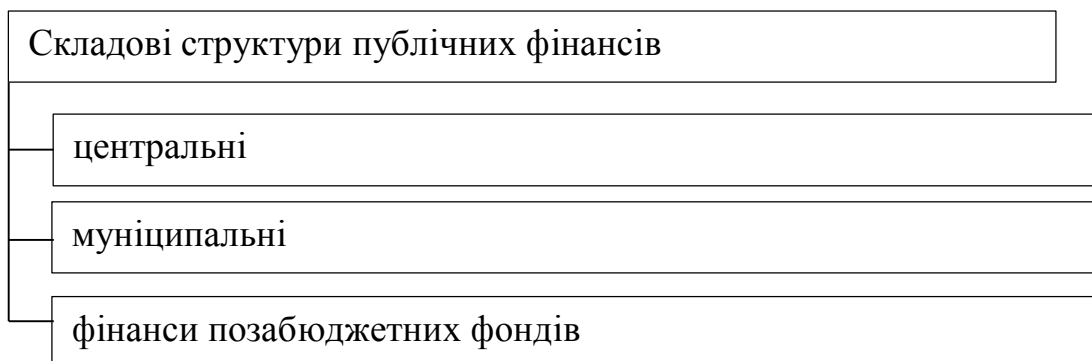 Складові структури публічних фінансів
центральні
муніципальні
фінанси позабюджетних фондів